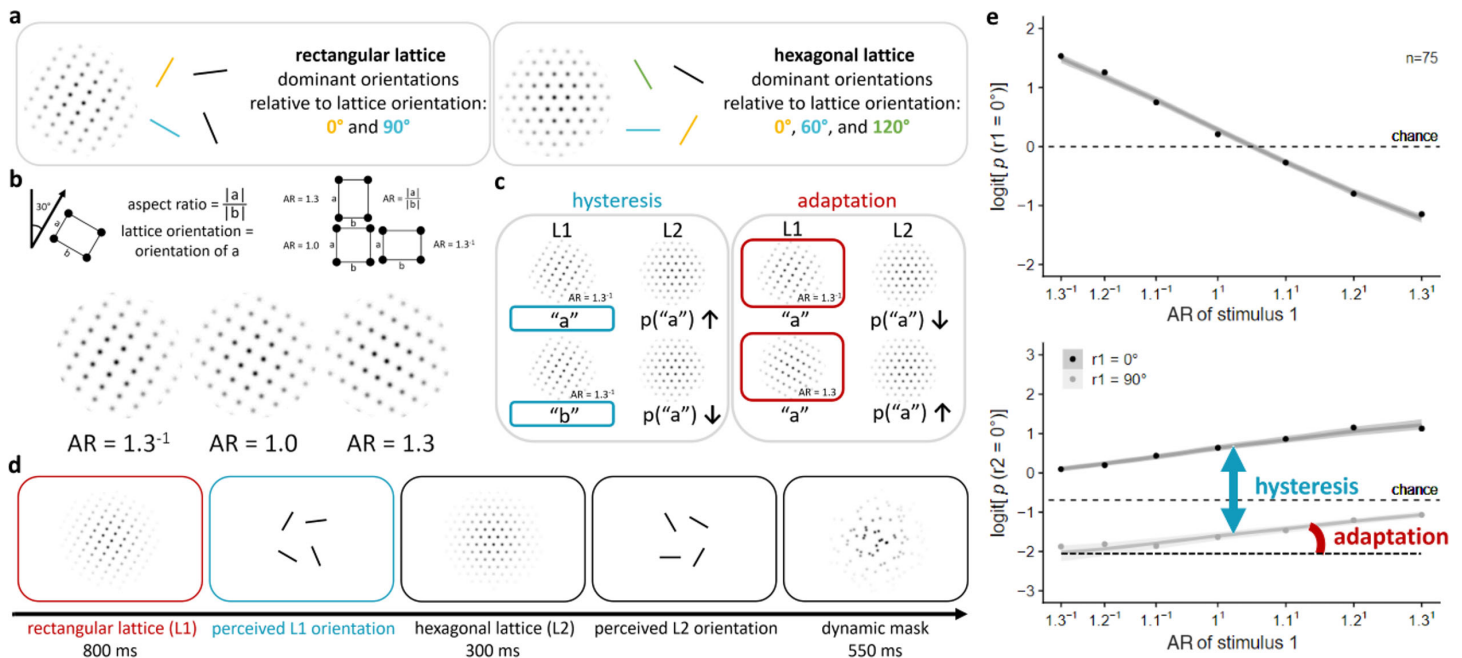 a
rectangular lattice
dominant orientations
relative to lattice orientation:
0° and 90°
hexagonal lattice
dominant orientations
relative to lattice orientation:
0°, 60°, and 120°
b
30°
a
b
aspect ratio = |a|
|b|
lattice orientation =
orientation of a
AR = 1.3
a
b
AR = |a|
|b|
AR = 1.0
a
b
a
b
AR = 1.3⁻¹
AR = 1.3⁻¹
AR = 1.0
AR = 1.3
c
hysteresis
L1
L2
AR = 1.3⁻¹
“a”
p(“a”) ↑
AR = 1.3⁻¹
“b”
p(“a”) ↓
adaptation
L1
L2
AR = 1.3⁻¹
“a”
p(“a”) ↓
AR = 1.3
“a”
p(“a”) ↑
d
rectangular lattice (L1)
perceived L1 orientation
hexagonal lattice (L2)
perceived L2 orientation
dynamic mask
800 ms
300 ms
550 ms
e
logit[ p (r1 = 0°)]
2
1
0
−1
−2
n=75
chance
1.3⁻¹ 1.2⁻¹ 1.1⁻¹ 1¹ 1.1¹ 1.2¹ 1.3¹
AR of stimulus 1
logit[ p (r2 = 0°)]
3
2
1
0
−1
−2
−3
r1 = 0°
r1 = 90°
hysteresis
chance
adaptation
1.3⁻¹ 1.2⁻¹ 1.1⁻¹ 1¹ 1.1¹ 1.2¹ 1.3¹
AR of stimulus 1